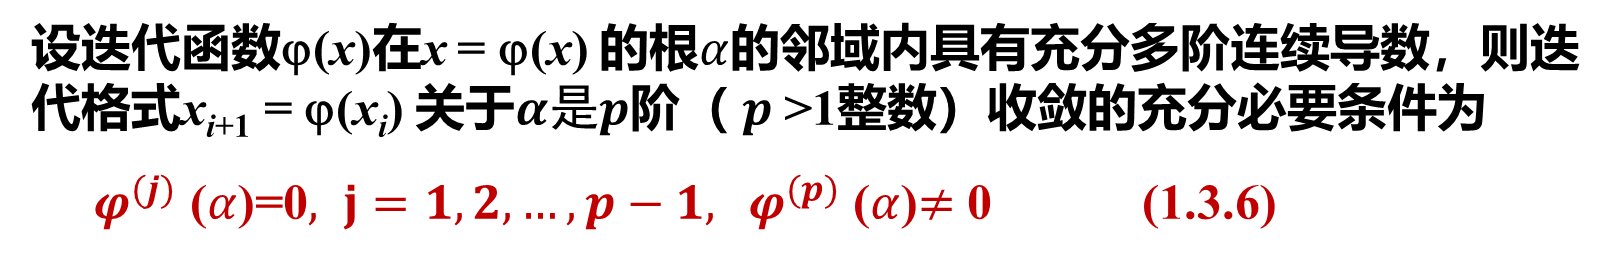 设迭代函数φ(x)在x = φ(x) 的根α的邻域内具有充分多阶连续导数，则迭
代格式xᵢ₊₁ = φ(xᵢ) 关于α是p阶（ p >1整数）收敛的充分必要条件为
φ⁽ʲ⁾ (α)=0, j = 1,2, … , p − 1, φ⁽ᵖ⁾ (α)≠ 0 (1.3.6)